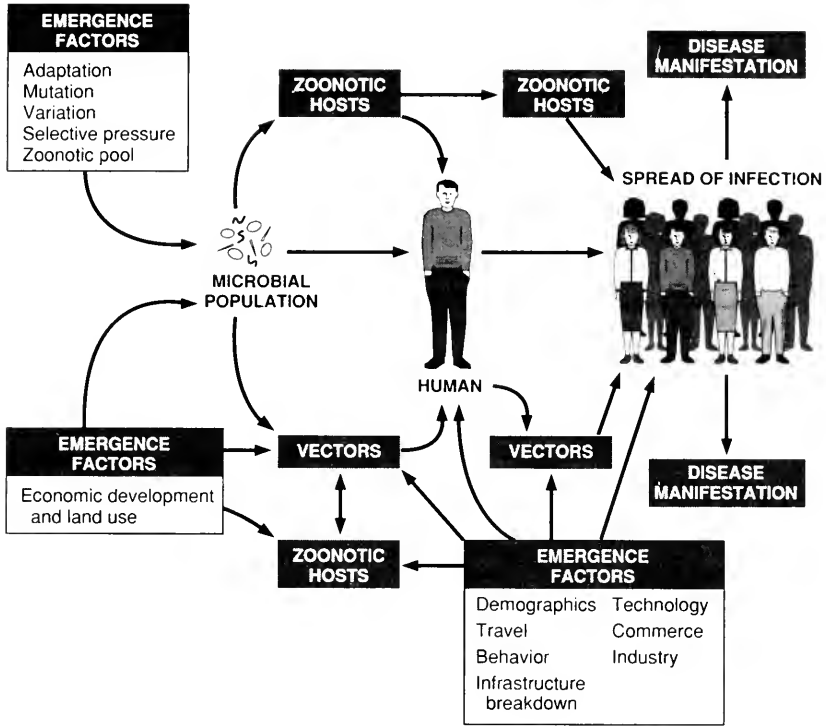 EMERGENCE
FACTORS
Adaptation
Mutation
Variation
Selective pressure
Zoonotic pool
ZOONOTIC
HOSTS
ZOONOTIC
HOSTS
DISEASE
MANIFESTATION
SPREAD OF INFECTION
MICROBIAL
POPULATION
HUMAN
EMERGENCE
FACTORS
Economic development
and land use
VECTORS
VECTORS
DISEASE
MANIFESTATION
ZOONOTIC
HOSTS
EMERGENCE
FACTORS
Demographics Technology
Travel Commerce
Behavior Industry
Infrastructure
breakdown